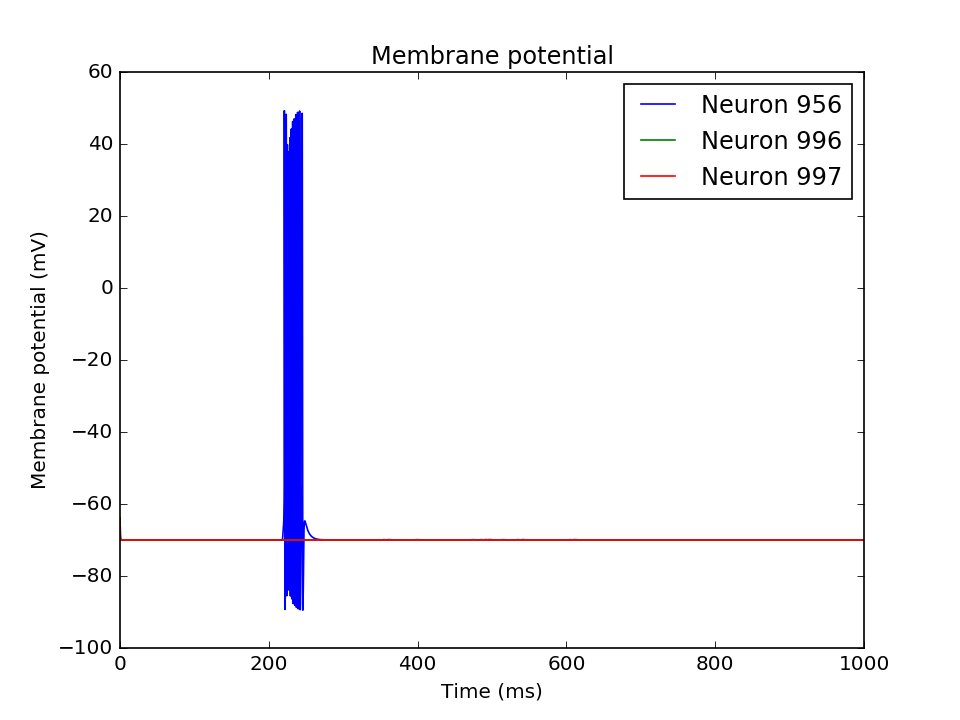 Membrane potential
60
40
20
0
−20
−40
−60
−80
−100
Membrane potential (mV)
Neuron 956
Neuron 996
Neuron 997
0 200 400 600 800 1000
Time (ms)